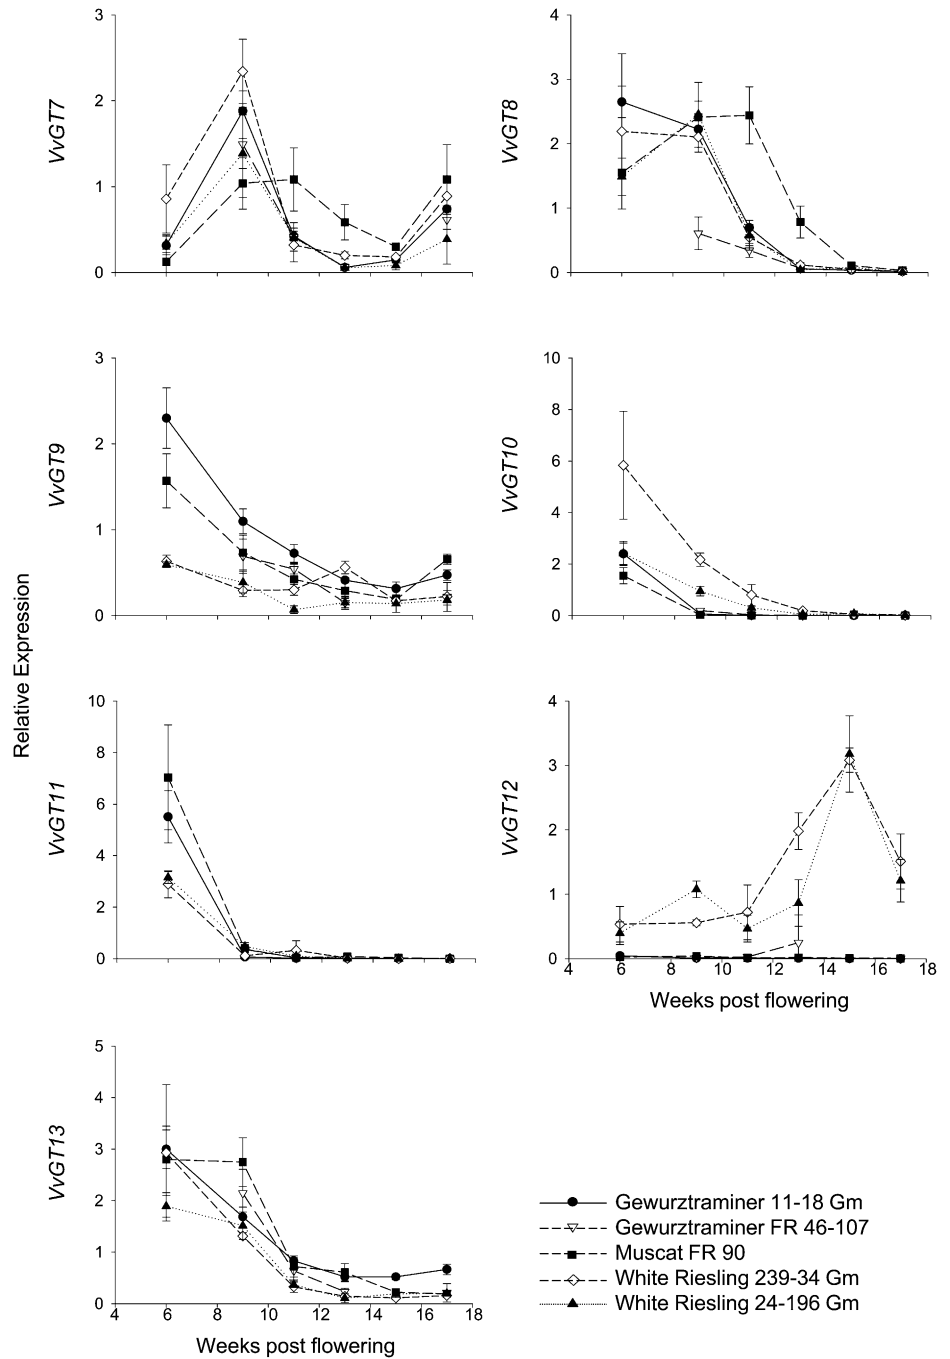 3
2
1
0
VvGT7
4
3
2
1
0
VvGT8
3
2
1
0
VvGT9
10
8
6
4
2
0
VvGT10
Relative Expression
10
8
6
4
2
0
VvGT11
4
3
2
1
0
VvGT12
4 6 8 10 12 14 16 18
Weeks post flowering
5
4
3
2
1
0
VvGT13
4 6 8 10 12 14 16 18
Weeks post flowering
Gewurztraminer 11-18 Gm
Gewurztraminer FR 46-107
Muscat FR 90
White Riesling 239-34 Gm
White Riesling 24-196 Gm